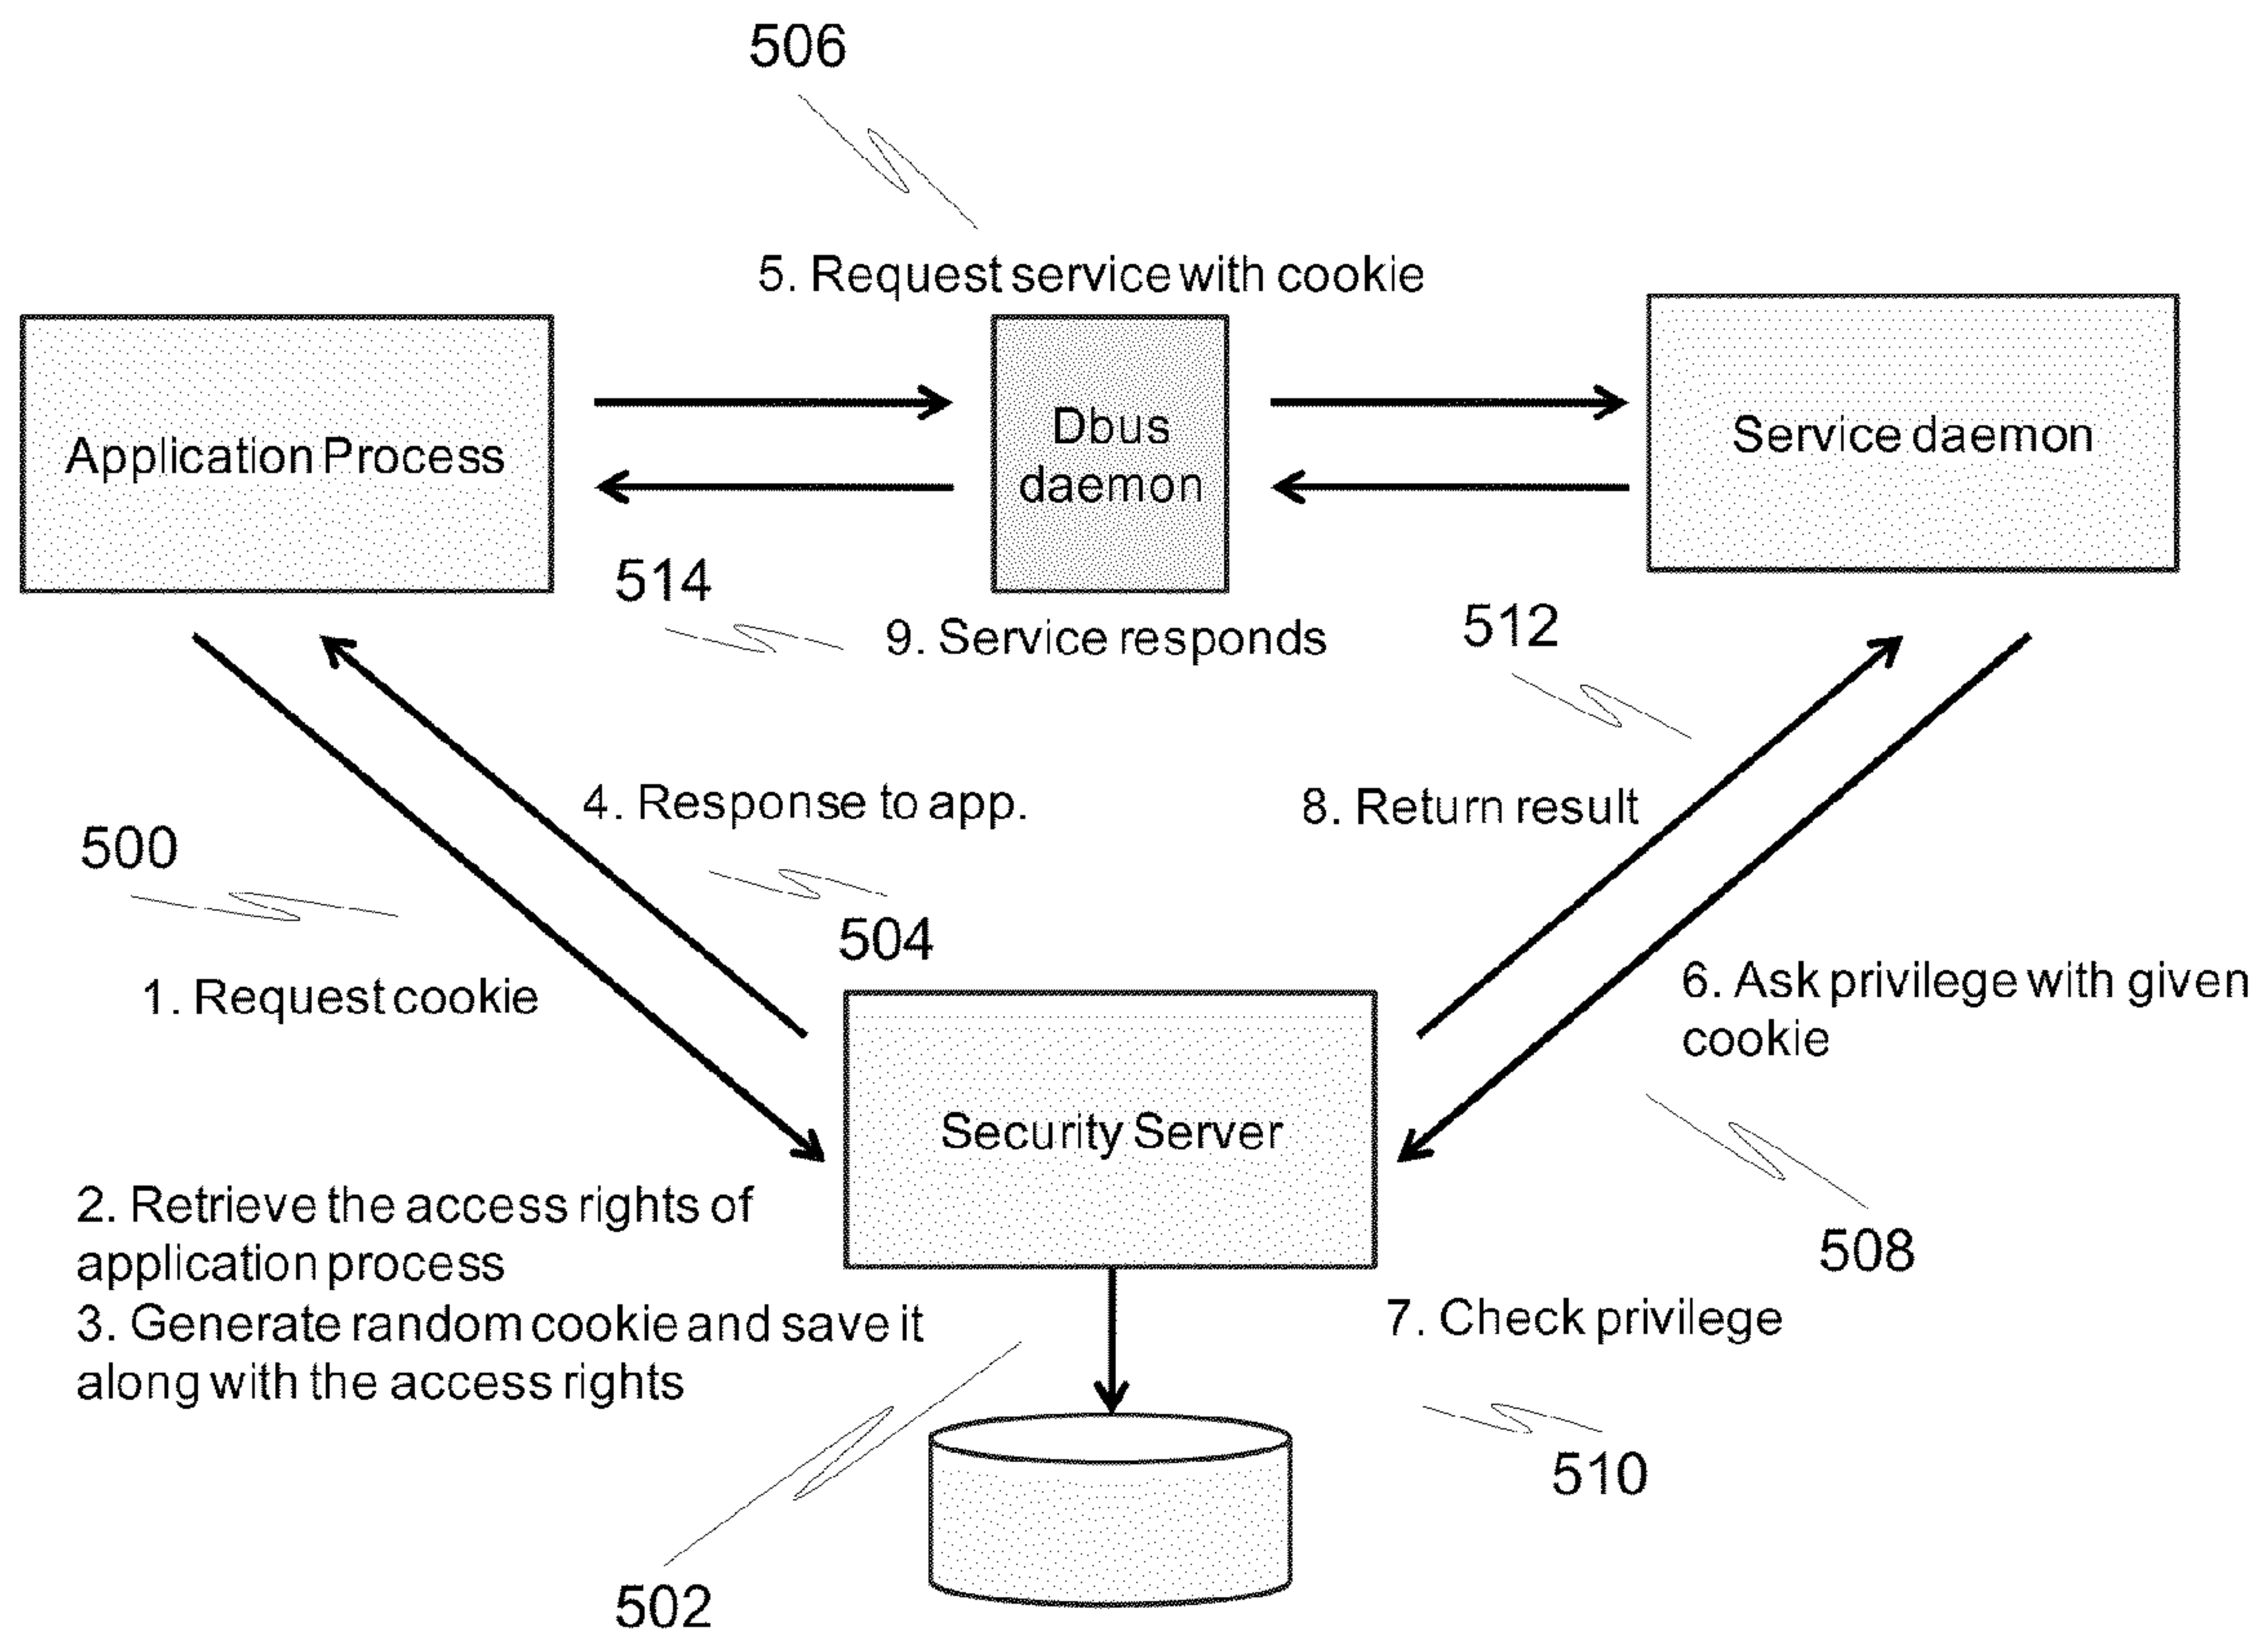 506
5. Request service with cookie
Application Process
Dbus
daemon
Service daemon
514
9. Service responds
512
4. Response to app.
8. Return result
500
504
1. Request cookie
6. Ask privilege with given
cookie
Security Server
2. Retrieve the access rights of
application process
3. Generate random cookie and save it
along with the access rights
7. Check privilege
508
510
502